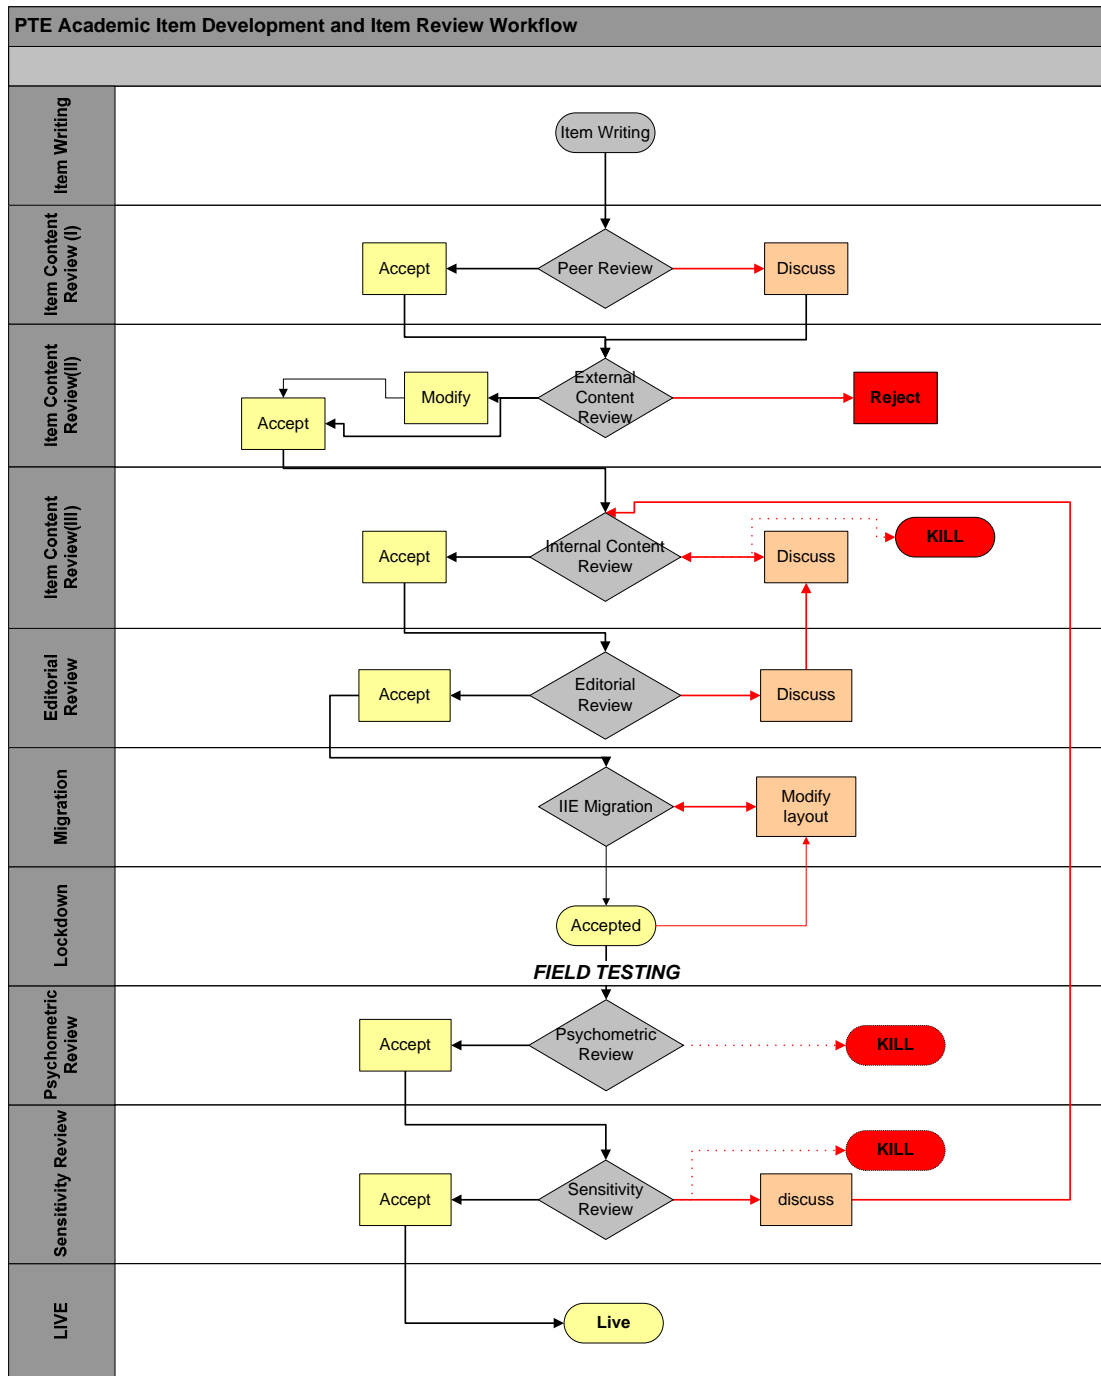 PTE Academic Item Development and Item Review Workflow
Item Writing
Item Writing
Item Content
Review (I)
Accept
Peer Review
Discuss
Item Content
Review(II)
Accept
Modify
External
Content
Review
Reject
Item Content
Review(III)
Accept
Internal Content
Review
Discuss
KILL
Editorial
Review
Accept
Editorial
Review
Discuss
Migration
IIE Migration
Modify
layout
Lockdown
Accepted
FIELD TESTING
Psychometric
Review
Accept
Psychometric
Review
KILL
Sensitivity Review
KILL
Accept
Sensitivity
Review
discuss
LIVE
Live